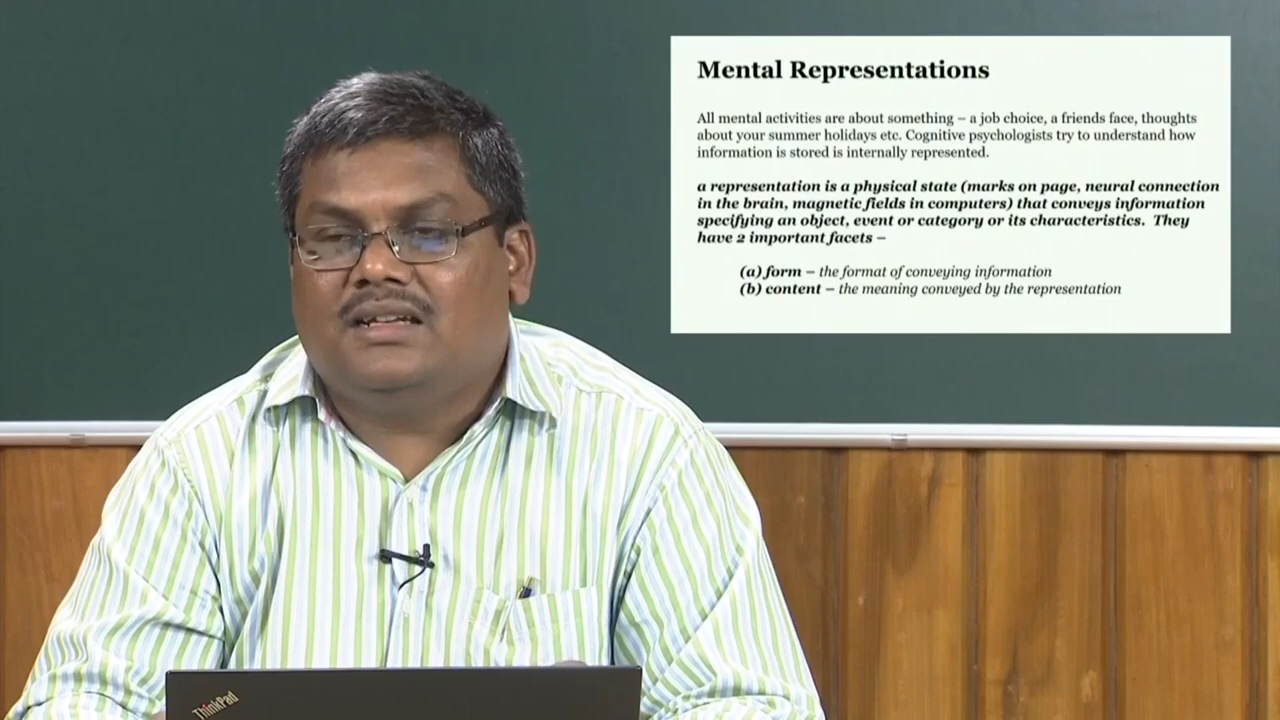 Mental Representations
All mental activities are about something – a job choice, a friends face, thoughts
about your summer holidays etc. Cognitive psychologists try to understand how
information is stored is internally represented.
a representation is a physical state (marks on page, neural connection
in the brain, magnetic fields in computers) that conveys information
specifying an object, event or category or its characteristics. They
have 2 important facets –
(a) form – the format of conveying information
(b) content – the meaning conveyed by the representation
ThinkPad